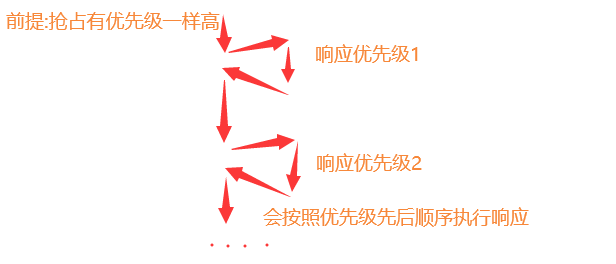 前提:抢占有优先级一样高
响应优先级1
响应优先级2
会按照优先级先后顺序执行响应
. . . .